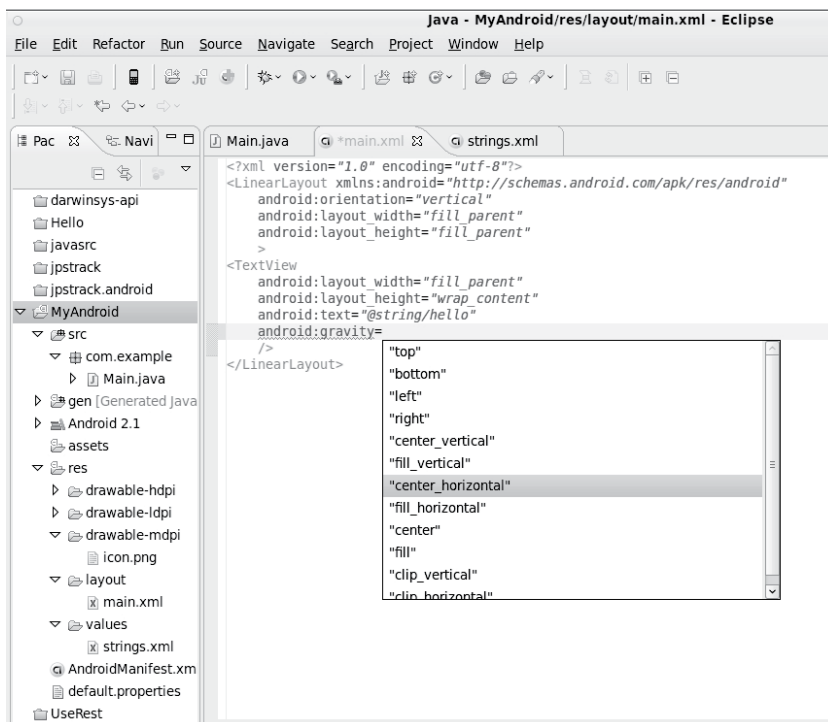 Java - MyAndroid/res/layout/main.xml - Eclipse
File Edit Refactor Run Source Navigate Search Project Window Help
Pac Navi
Main.java *main.xml strings.xml
darwinsys-api
Hello
javasrc
jpstrack
jpstrack.android
MyAndroid
src
com.example
Main.java
gen [Generated Java
Android 2.1
assets
res
drawable-hdpi
drawable-ldpi
drawable-mdpi
icon.png
layout
main.xml
values
strings.xml
AndroidManifest.xm
default.properties
UseRest
<?xml version="1.0" encoding="utf-8"?>
<LinearLayout xmlns:android="http://schemas.android.com/apk/res/android"
android:orientation="vertical"
android:layout_width="fill_parent"
android:layout_height="fill_parent"
>
<TextView
android:layout_width="fill_parent"
android:layout_height="wrap_content"
android:text="@string/hello"
android:gravity=
/>
</LinearLayout>
"top"
"bottom"
"left"
"right"
"center_vertical"
"fill_vertical"
"center_horizontal"
"fill_horizontal"
"center"
"fill"
"clip_vertical"
"clip_horizontal"